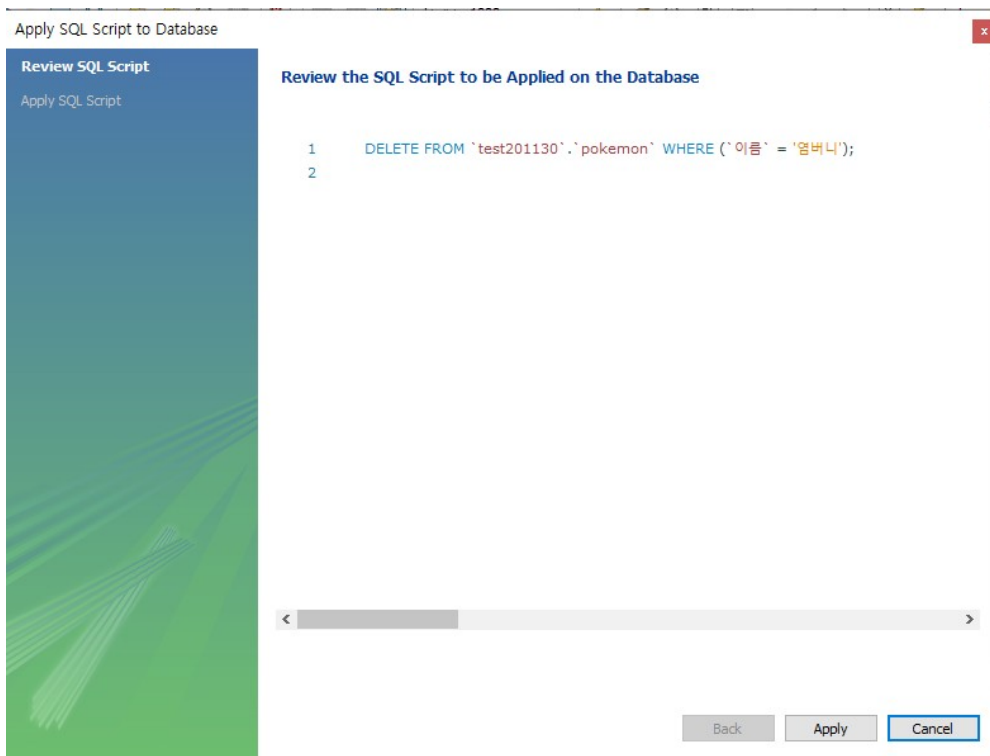 Apply SQL Script to Database
x
Review SQL Script
Apply SQL Script
Review the SQL Script to be Applied on the Database
1 DELETE FROM `test201130`.`pokemon` WHERE (`이름` = '염버니');
2
Back Apply Cancel